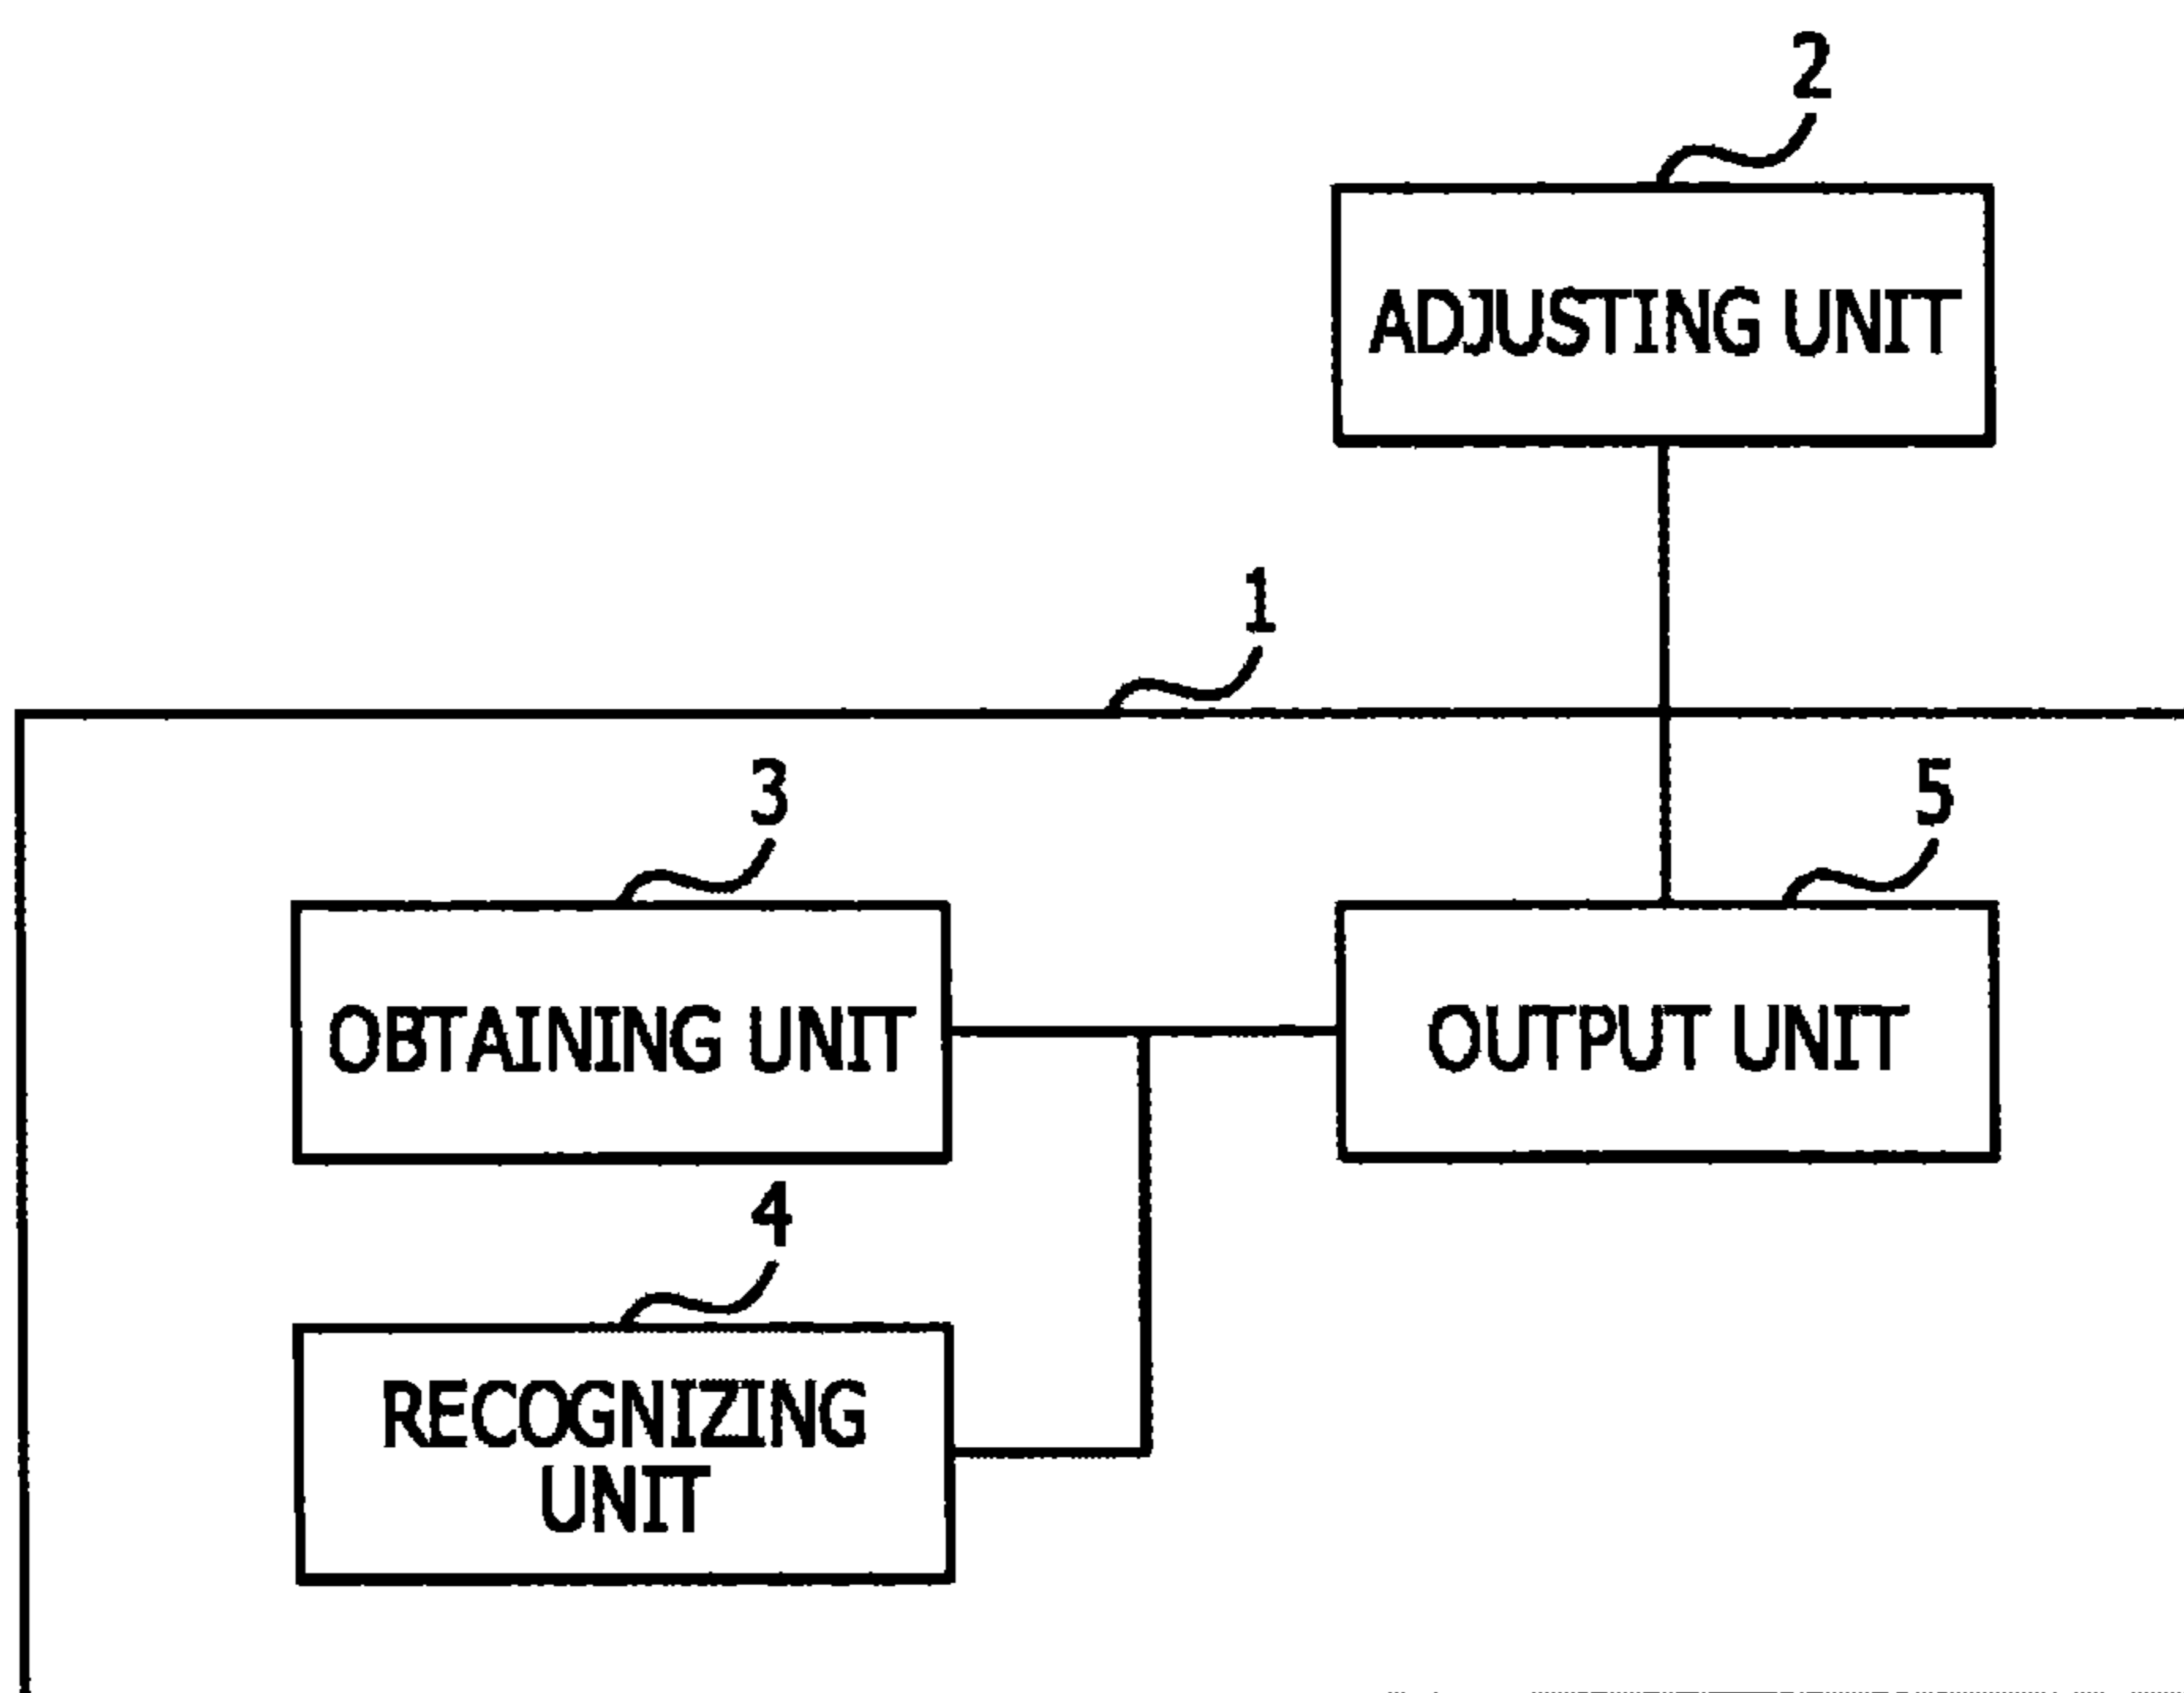 2
ADJUSTING UNIT
1
3
5
OBTAINING UNIT
OUTPUT UNIT
4
RECOGNIZING
UNIT